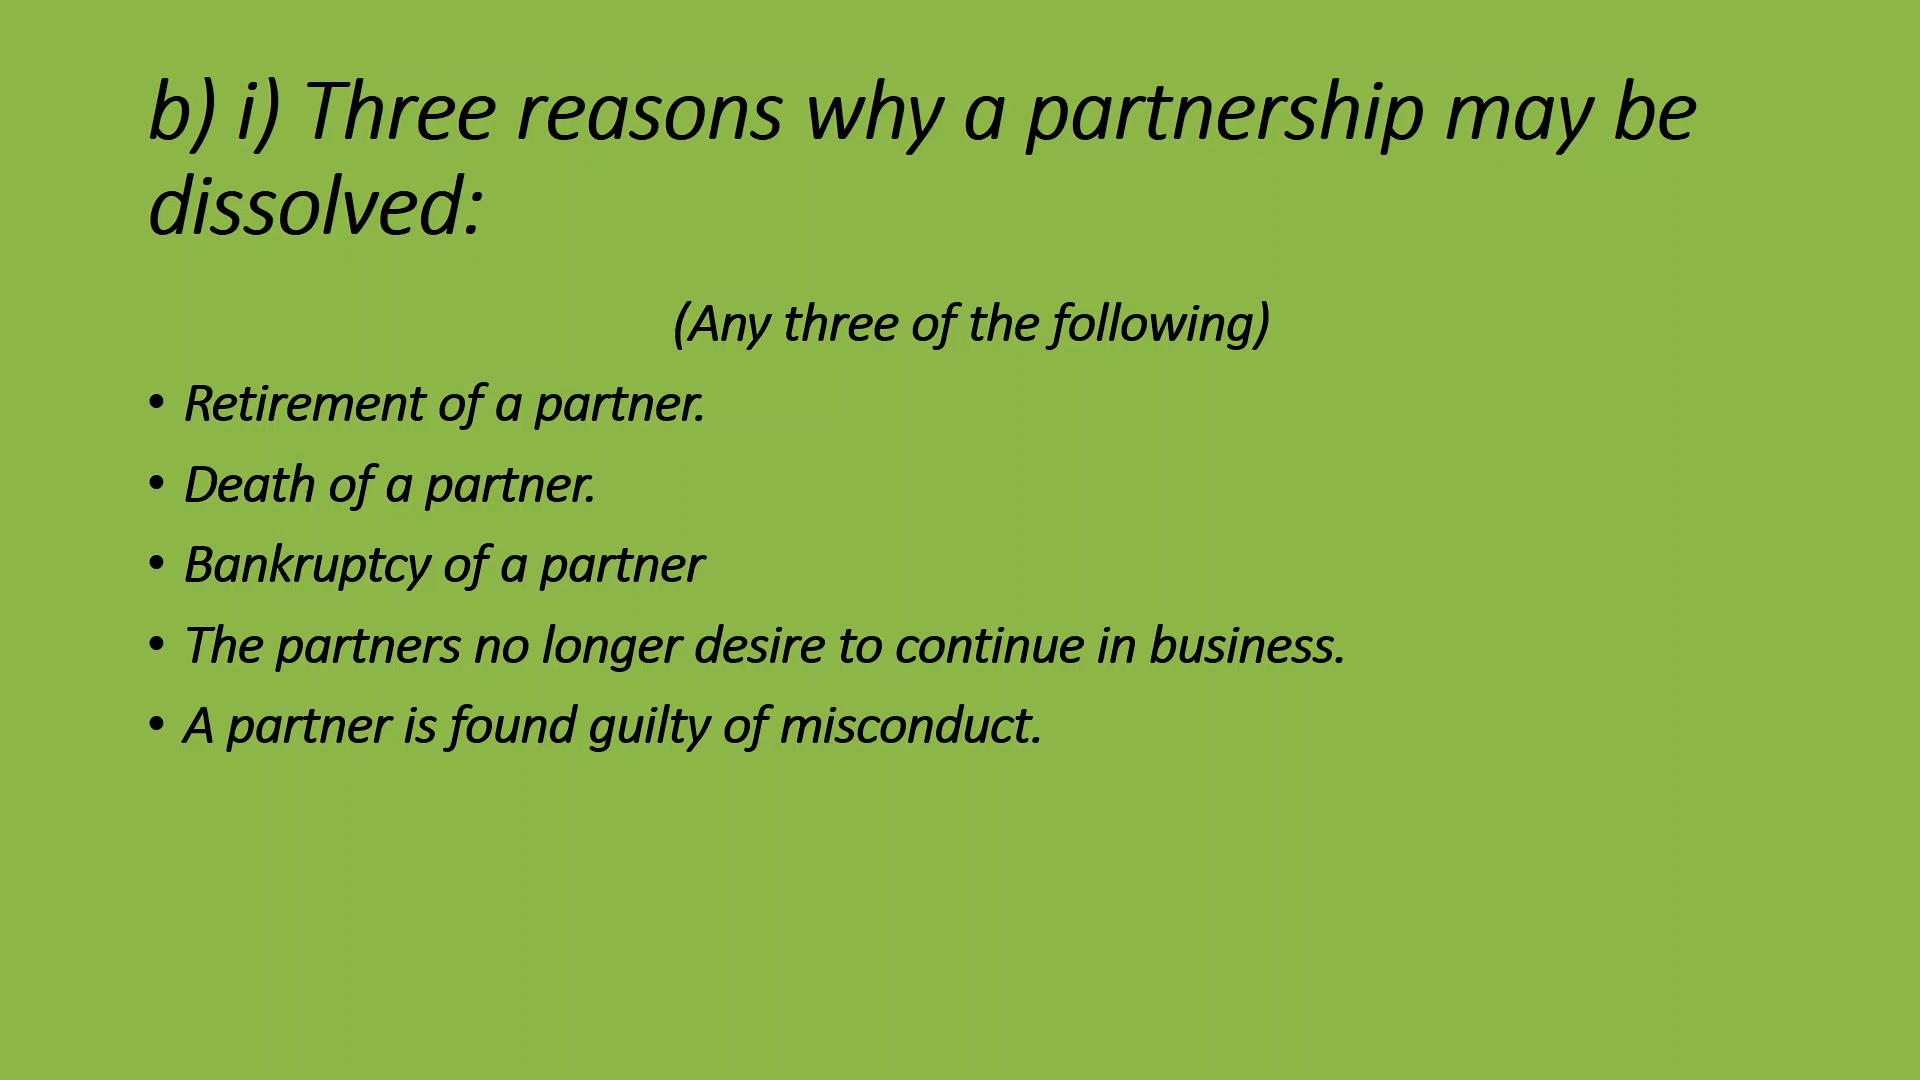 b) i) Three reasons why a partnership may be
dissolved:
(Any three of the following)
• Retirement of a partner.
• Death of a partner.
• Bankruptcy of a partner
• The partners no longer desire to continue in business.
• A partner is found guilty of misconduct.